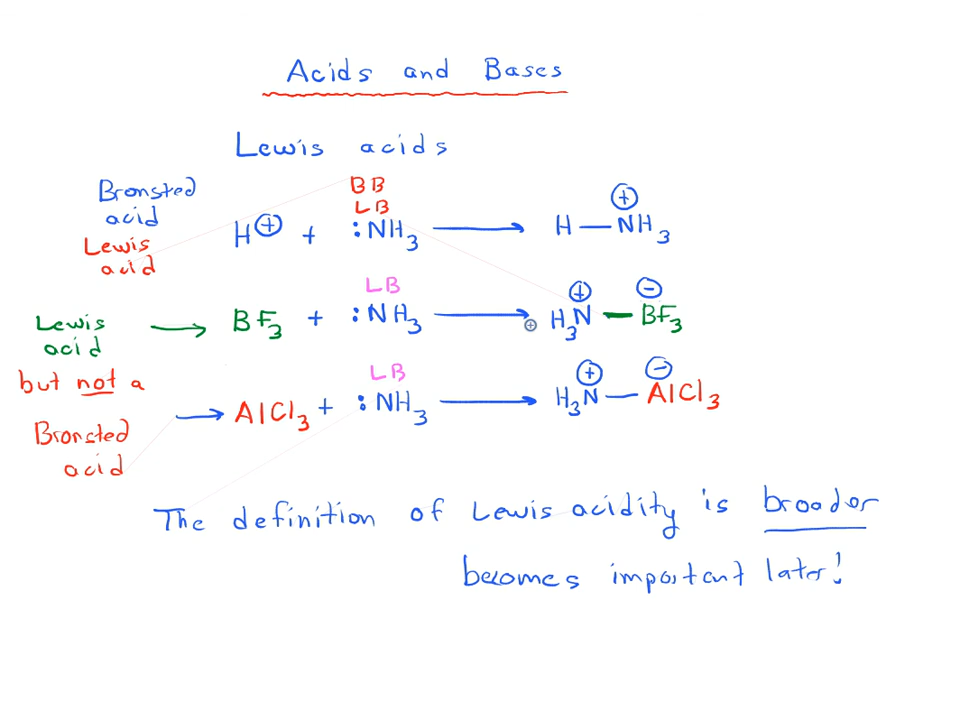 Acids and Bases
Lewis acids
Bronsted acid
Lewis acid
BB
LB
H⊕ + :NH3 → H—NH3 ⊕
Lewis acid
but not a
Bronsted acid
LB
→ BF3 + :NH3 → H3N ⊕ — BF3 ⊖
LB
→ AlCl3 + :NH3 → H3N ⊕ — AlCl3 ⊖
The definition of Lewis acidity is broader
becomes important later!